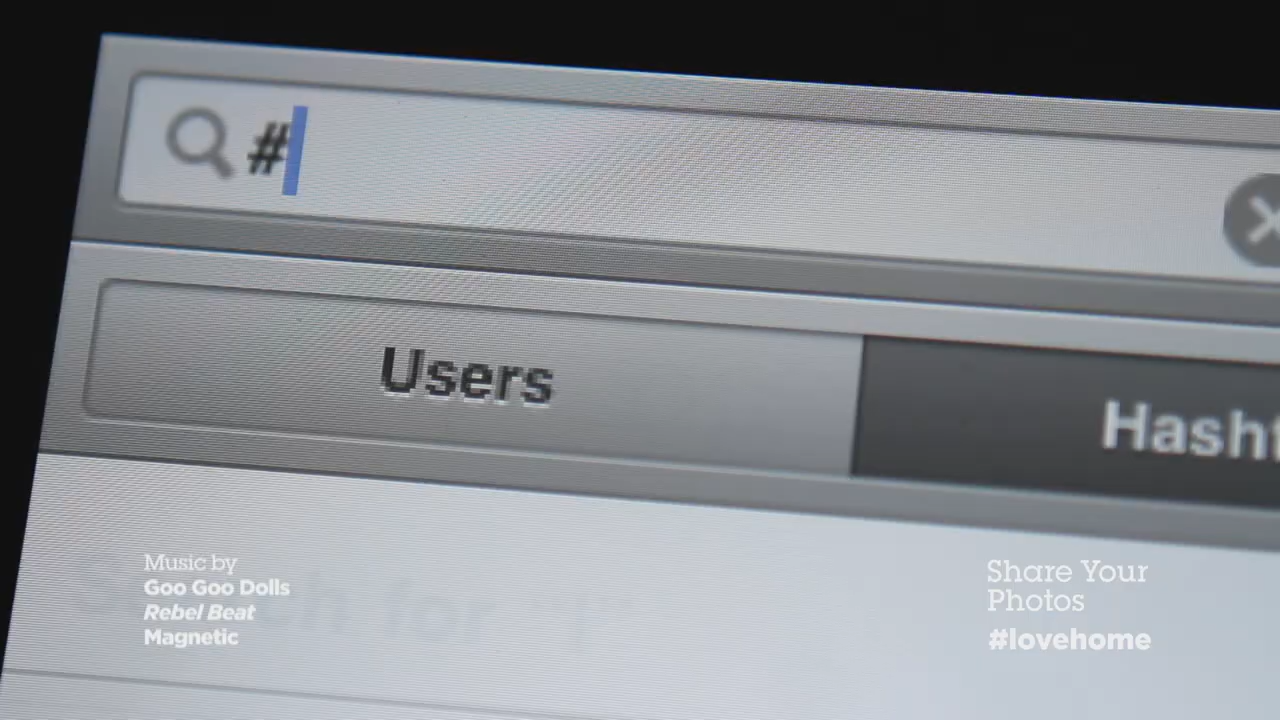 #
Users
Hasht
Music by
Goo Goo Dolls
Rebel Beat
Magnetic
Share Your
Photos
#lovehome